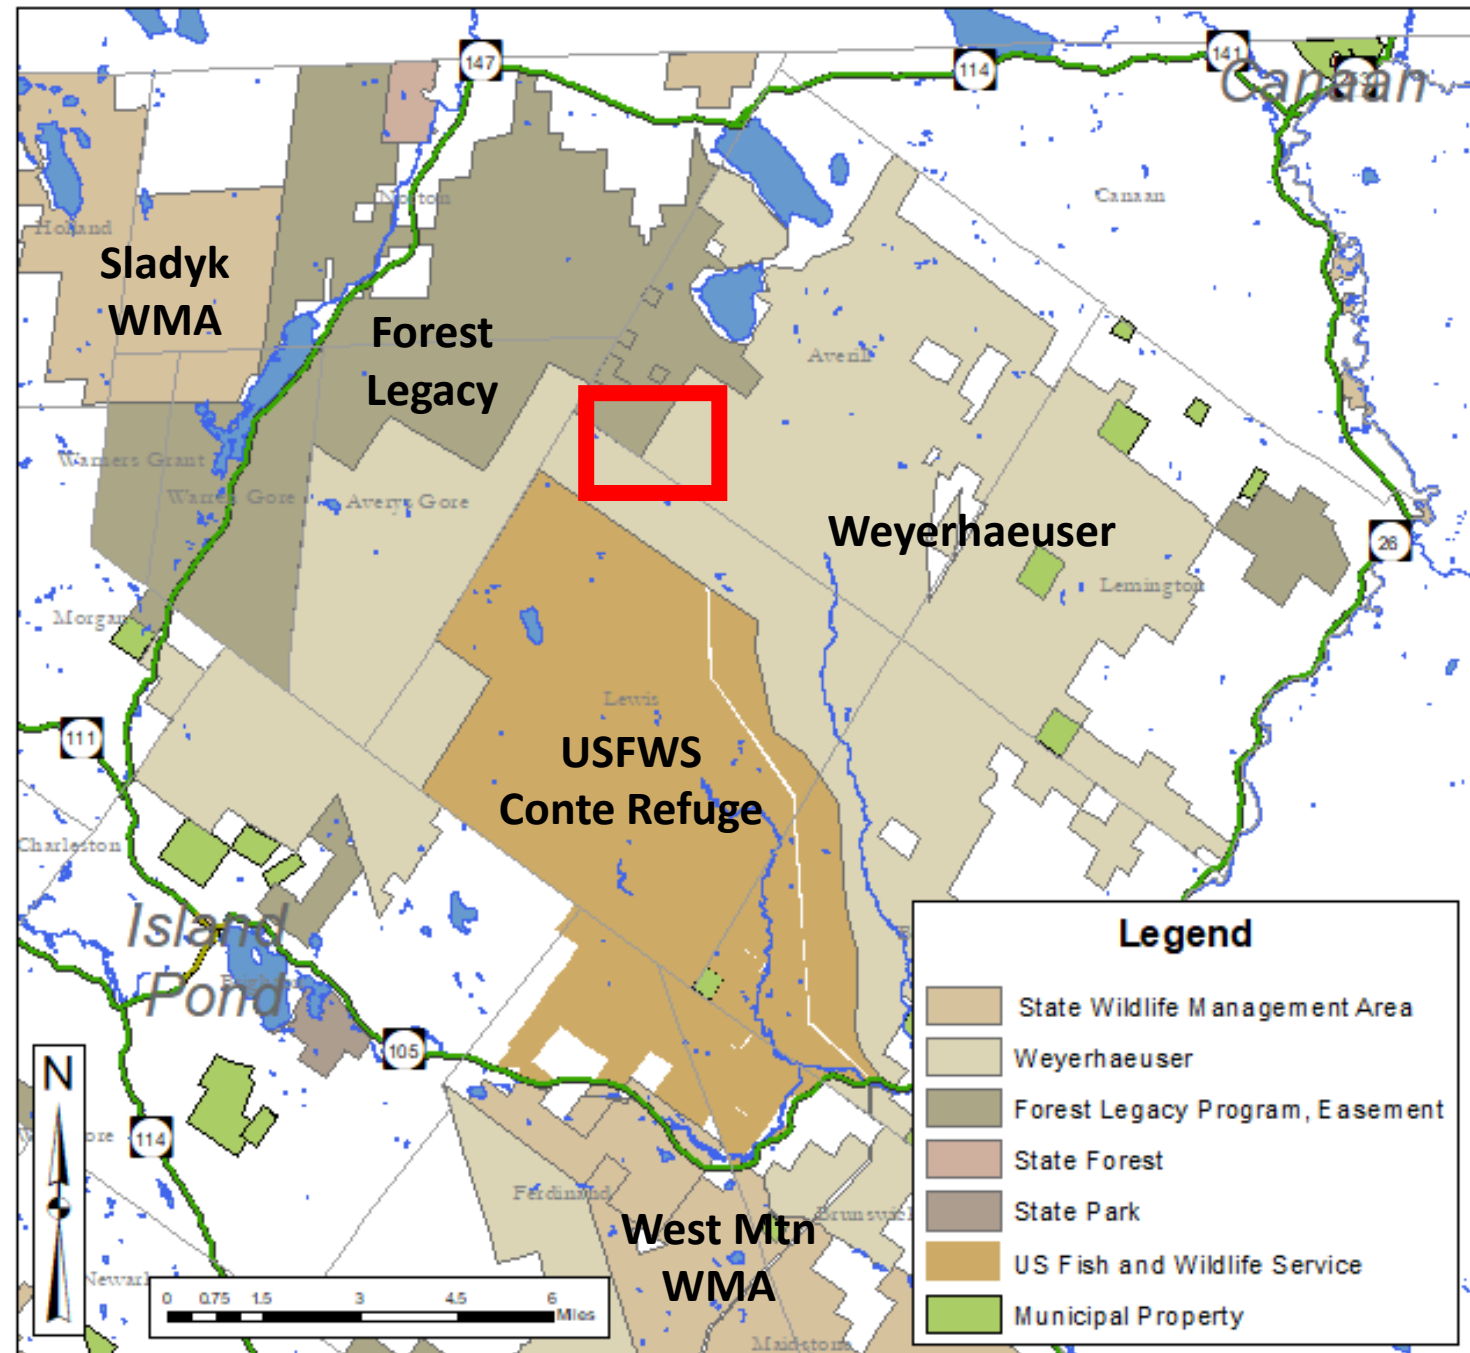 147
114
141
Canaan
Canaan
Norton
Holland
Sladyk
WMA
Forest
Legacy
Averill
Warners Grant
Warren Gore
Averys Gore
Weyerhaeuser
26
Lemington
Morgan
Lewis
111
USFWS
Conte Refuge
Charleston
Island
Pond
105
114
Ferdinand
West Mtn
WMA
Brunswick
Newark
Maidstone
N
0 0.75 1.5 3 4.5 6
Miles
Legend
State Wildlife Management Area
Weyerhaeuser
Forest Legacy Program, Easement
State Forest
State Park
US Fish and Wildlife Service
Municipal Property